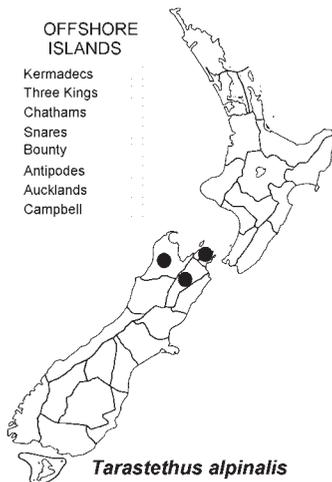 OFFSHORE
ISLANDS
Kermadecs
Three Kings
Chathams
Snares
Bounty
Antipodes
Aucklands
Campbell
Tarastethus alpinalis